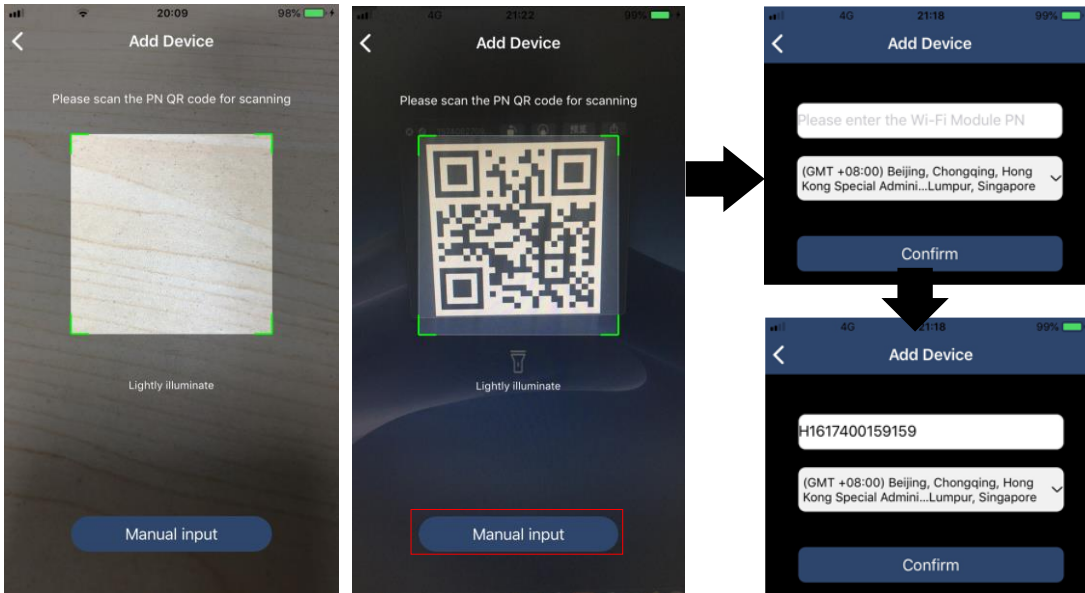 20:09
98%
Add Device
Please scan the PN QR code for scanning
Lightly illuminate
Manual input
4G
21:22
99%
Add Device
Please scan the PN QR code for scanning
预览
Lightly illuminate
Manual input
4G
21:18
99%
Add Device
Please enter the Wi-Fi Module PN
(GMT +08:00) Beijing, Chongqing, Hong
Kong Special Admini...Lumpur, Singapore
Confirm
4G
21:18
99%
Add Device
H1617400159159
(GMT +08:00) Beijing, Chongqing, Hong
Kong Special Admini...Lumpur, Singapore
Confirm